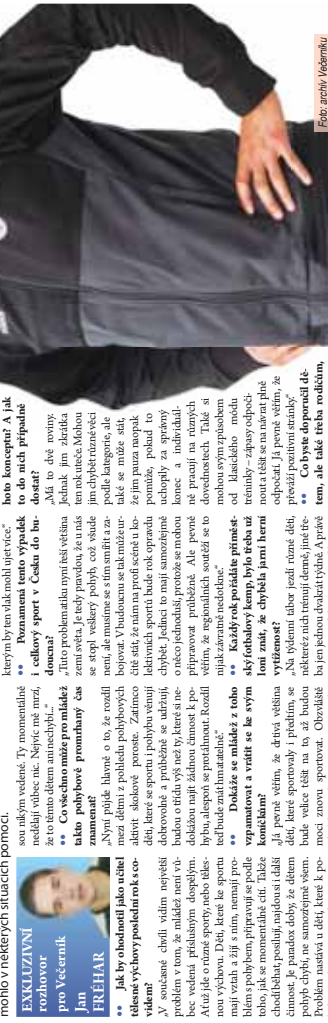 mohlo v některých situacích pomoci.
EXKLUZIVNÍ
rozhovor
pro Večerník
Jan
FRÉHAR
•• Jak by ohodnotil jako učitel
tělesné výchovy poslední rok s co-
videm?
„V současné chvíli vidím největší
problém v tom, že mládež není vů-
bec vedená příslušným dospělým.
Ať už jde o různé sporty, nebo těles-
nou výchovu. Děti, které ke sportu
mají vztah a žijí s ním, nemají pro-
blém s pohybem, připravují se podle
toho, jak se momentálně cítí. Takže
chodí běhat, posilují, najdou si i další
činnost. Je paradox doby, že dětem
pohyb chybí, ne samozřejmě všem.
Problém nastává u dětí, které k po-
sou nikým vedené. Ty momentálně
nedělají vůbec nic. Nejvíc mě mrzí,
že to těmto dětem ani nechybí...“
•• Co všechno může pro mládež
takto pohybově promrhaný čas
znamenat?
„Nyní půjde hlavně o to, že rozdíl
mezi dětmi z pohledu pohybových
aktivit skokově poroste. Zatímco
děti, které se sportu i pohybu věnují
dobrovolně a průběžně se udržují,
budou o třídu výš než ty, které si ne-
dokážou najít žádnou činnost k po-
hybu, alespoň se protáhnout. Rozdíl
teď bude znát hmatatelně.“
•• Dokáže se mládež z toho
vzpamatovat a vrátit se ke svým
koníčkům?
„Já pevně věřím, že drtivá většina
dětí, které sportovaly i předtím, se
bude velice těšit na to, až budou
moci znovu sportovat. Obzvláště
kterým by ten vlak mohl ujet více.“
•• Poznamená tento výpadek
i celkový sport v Česku do bu-
doucna?
„Tuto problematiku nyní řeší většina
zemí světa. Je tedy pravdou, že u nás
se stopl veškerý pohyb, což všude
není, ale musíme se s tím smířit a za-
bojovat. V budoucnu se tak může ur-
čitě stát, že nám na profi scéně u ko-
lektivních sportů bude rok opravdu
chybět. Jedinci to mají samozřejmě
o něco jednodušší, protože se mohou
připravovat průběžně. Ale pevně
věřím, že regionálních soutěží se to
nijak závratně nedotkne.“
•• Každý rok pořádáte příměst-
ský fotbalový kemp, bylo třeba už
loni znát, že chyběla jarní herní
vytíženost?
„Na týdenní tábor jezdí různé děti,
některé z nich trénují denně, jiné tře-
ba jen jednou dvakrát týdně. A právě
hoto konceptu? A jak
to do nich případně
dostat?
„Má to dvě roviny.
Jednak jim zkrátka
ten rok uteče. Mohou
jim chybět různé věci
podle kategorie, ale
také se může stát,
že jim pauza naopak
pomůže, pokud to
uchopily za správný
konec a individuál-
ně pracují na různých
dovednostech. Také si
mohou svým způsobem
od klasického módu
tréninky – zápasy odpoči-
nout a těšit se na návrat plně
odpočatí. Já pevně věřím, že
převáží pozitivní stránky.“
•• Co byste doporučil dě-
tem, ale také třeba rodičům,
Foto: archiv Večerníku